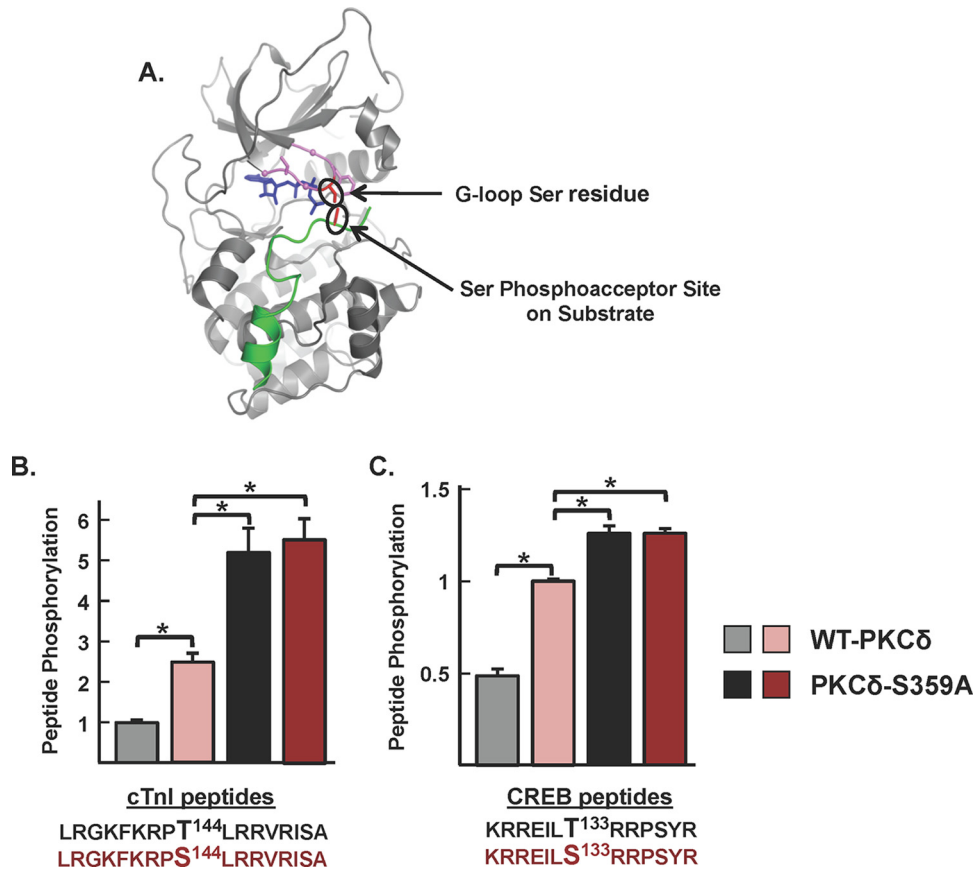 A.
G-loop Ser residue
Ser Phosphoacceptor Site
on Substrate
B.
Peptide Phosphorylation
6
5
4
3
2
1
*
*
*
cTnI peptides
LRGKFKRPT¹⁴⁴LRRVRISA
LRGKFKRPS¹⁴⁴LRRVRISA
C.
Peptide Phosphorylation
1.5
1
0.5
*
*
*
CREB peptides
KRREILT¹³³RRPSYR
KRREILS¹³³RRPSYR
WT-PKCδ
PKCδ-S359A